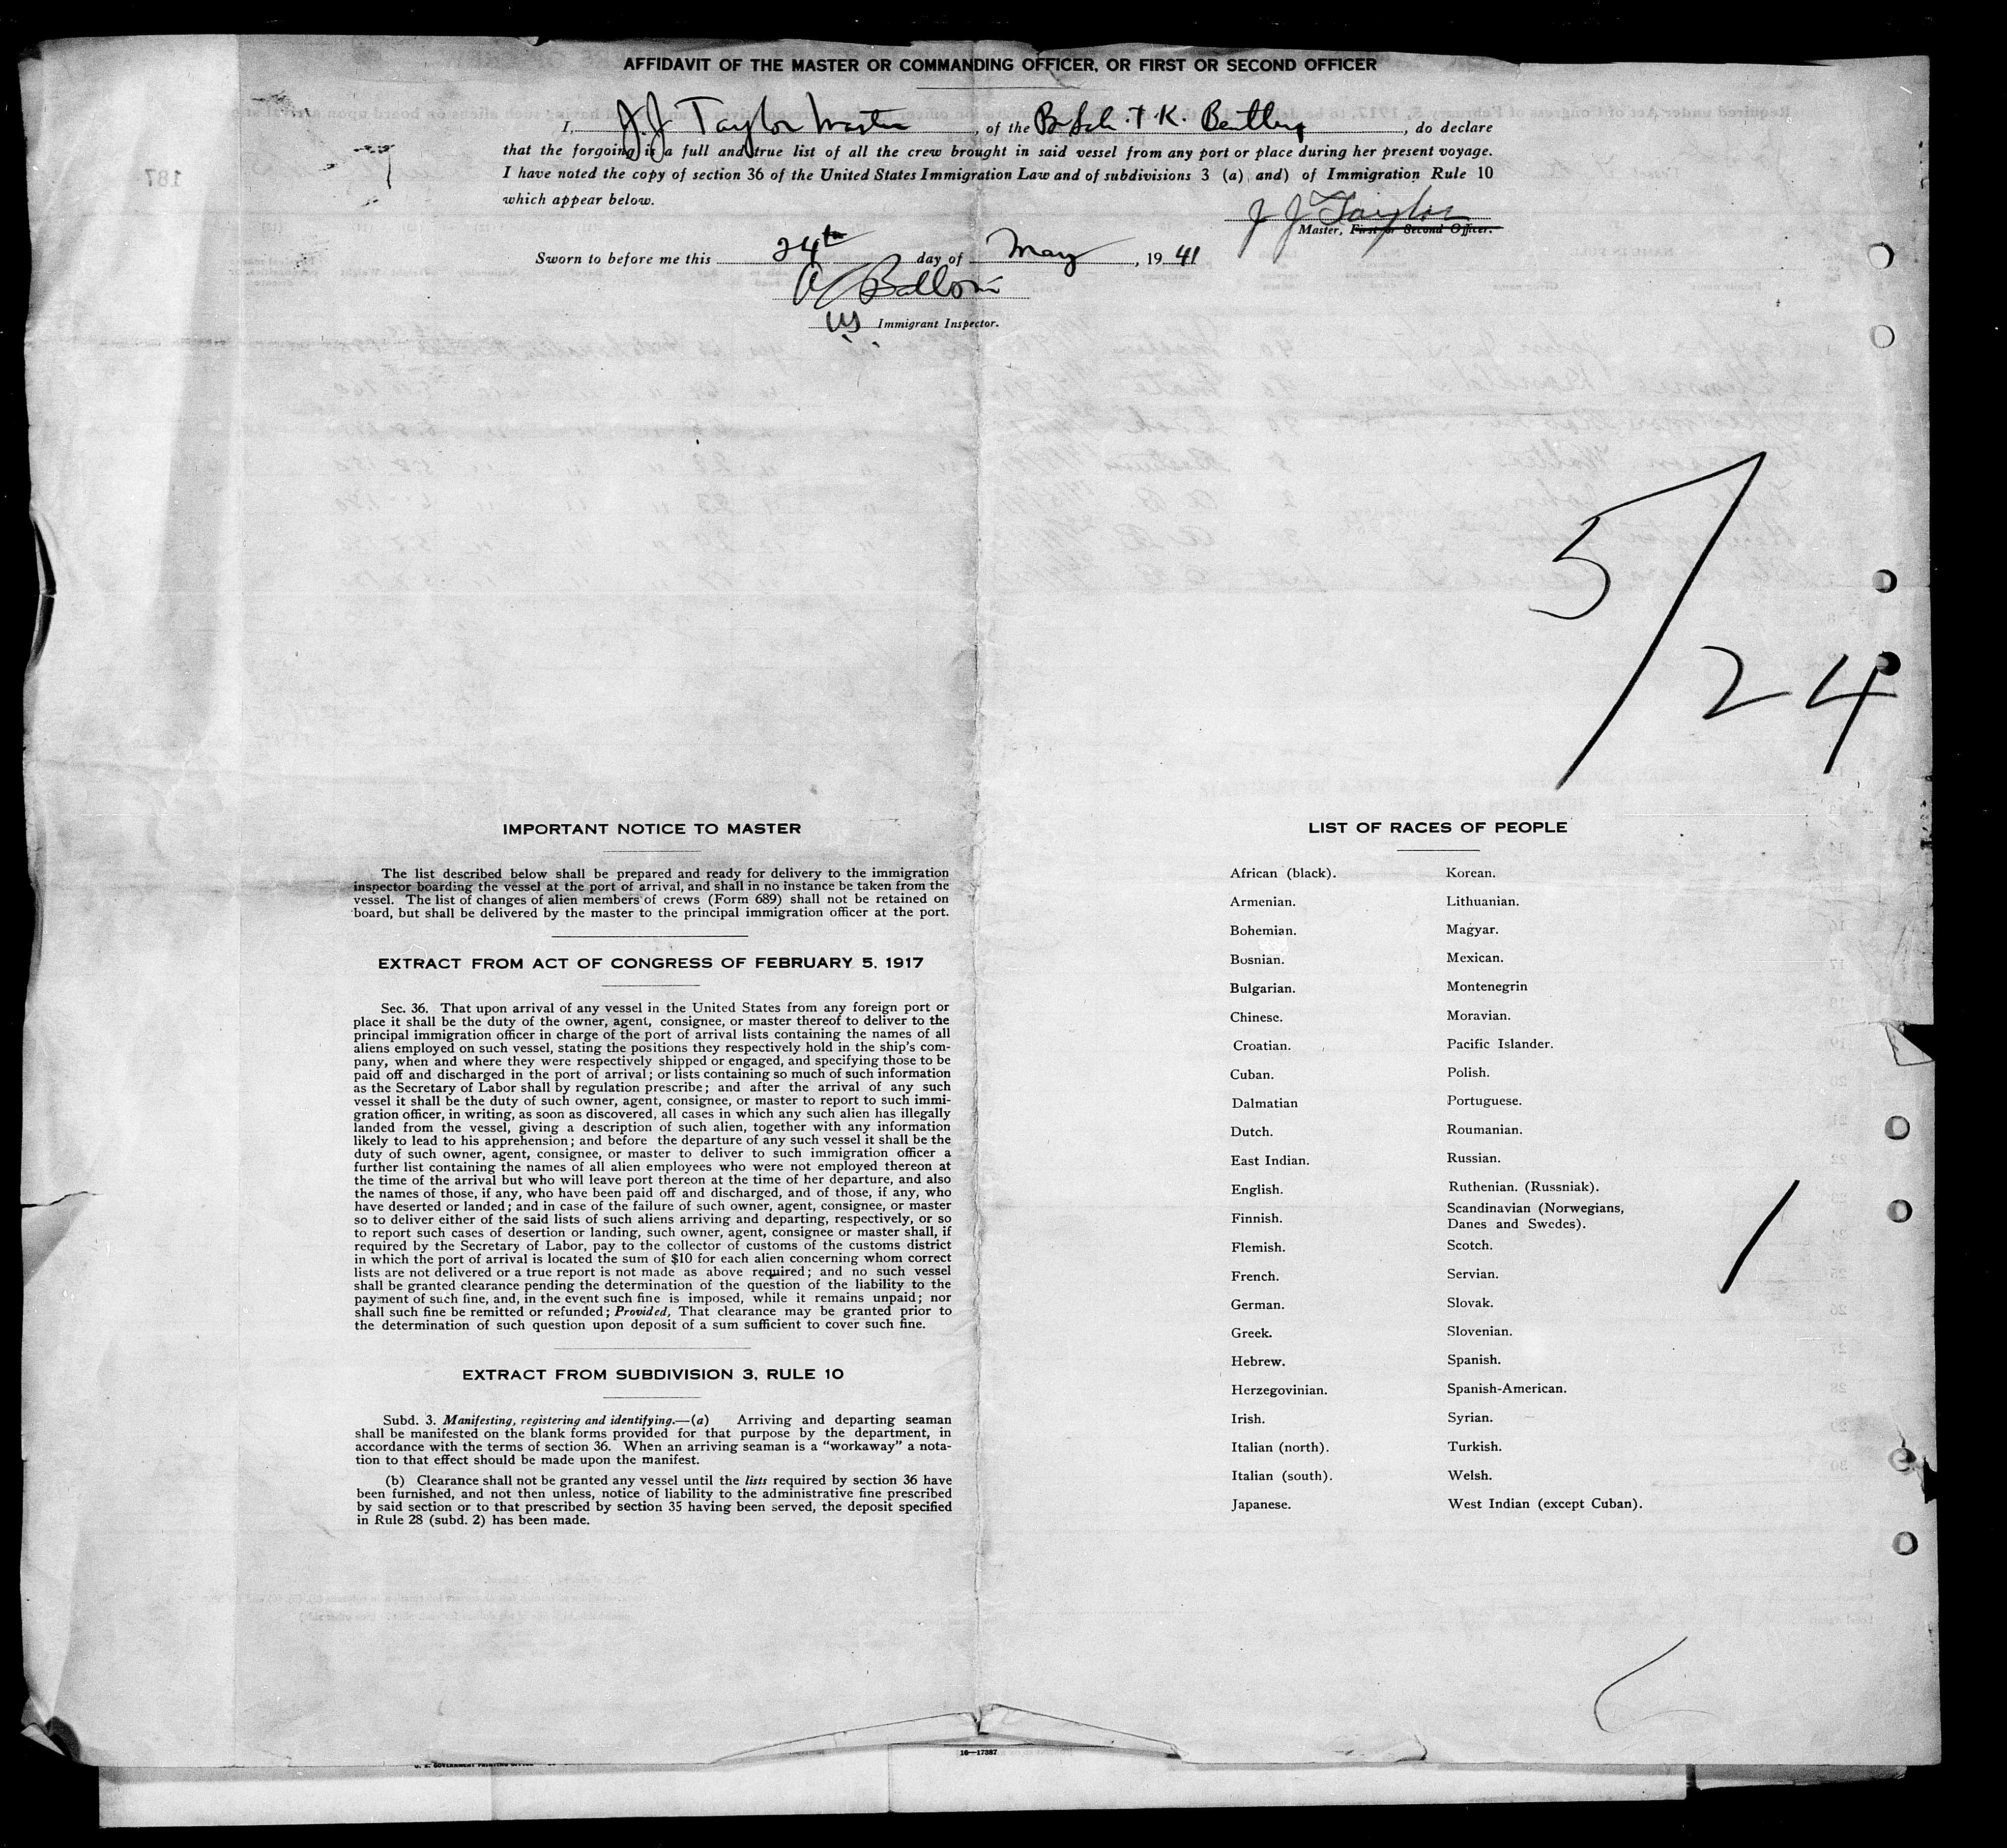 AFFIDAVIT OF THE MASTER OR COMMANDING OFFICER, OR FIRST OR SECOND OFFICER
I, J. J Taylor Master, of the Br Sch. T. K. Bentley, do declare
that the forgoing is a full and true list of all the crew brought in said vessel from any port or place during her present voyage.
I have noted the copy of section 36 of the United States Immigration Law and of subdivisions 3 (a) and) of Immigration Rule 10
which appear below.
J J Taylor
Master, First or Second Officer.
Sworn to before me this 24th day of May, 1941
US Immigrant Inspector.
187
5/24
IMPORTANT NOTICE TO MASTER
The list described below shall be prepared and ready for delivery to the immigration
inspector boarding the vessel at the port of arrival, and shall in no instance be taken from the
vessel. The list of changes of alien members of crews (Form 689) shall not be retained on
board, but shall be delivered by the master to the principal immigration officer at the port.
EXTRACT FROM ACT OF CONGRESS OF FEBRUARY 5, 1917
Sec. 36. That upon arrival of any vessel in the United States from any foreign port or
place it shall be the duty of the owner, agent, consignee, or master thereof to deliver to the
principal immigration officer in charge of the port of arrival lists containing the names of all
aliens employed on such vessel, stating the positions they respectively hold in the ship's com-
pany, when and where they were respectively shipped or engaged, and specifying those to be
paid off and discharged in the port of arrival; or lists containing so much of such information
as the Secretary of Labor shall by regulation prescribe; and after the arrival of any such
vessel it shall be the duty of such owner, agent, consignee, or master to report to such immi-
gration officer, in writing, as soon as discovered, all cases in which any such alien has illegally
landed from the vessel, giving a description of such alien, together with any information
likely to lead to his apprehension; and before the departure of any such vessel it shall be the
duty of such owner, agent, consignee, or master to deliver to such immigration officer a
further list containing the names of all alien employees who were not employed thereon at
the time of the arrival but who will leave port thereon at the time of her departure, and also
the names of those, if any, who have been paid off and discharged, and of those, if any, who
have deserted or landed; and in case of the failure of such owner, agent, consignee, or master
so to deliver either of the said lists of such aliens arriving and departing, respectively, or so
to report such cases of desertion or landing, such owner, agent, consignee or master shall, if
required by the Secretary of Labor, pay to the collector of customs of the customs district
in which the port of arrival is located the sum of $10 for each alien concerning whom correct
lists are not delivered or a true report is not made as above required; and no such vessel
shall be granted clearance pending the determination of the question of the liability to the
payment of such fine, and, in the event such fine is imposed, while it remains unpaid; nor
shall such fine be remitted or refunded; Provided, That clearance may be granted prior to
the determination of such question upon deposit of a sum sufficient to cover such fine.
EXTRACT FROM SUBDIVISION 3, RULE 10
Subd. 3. Manifesting, registering and identifying.—(a) Arriving and departing seaman
shall be manifested on the blank forms provided for that purpose by the department, in
accordance with the terms of section 36. When an arriving seaman is a "workaway" a nota-
tion to that effect should be made upon the manifest.
(b) Clearance shall not be granted any vessel until the lists required by section 36 have
been furnished, and not then unless, notice of liability to the administrative fine prescribed
by said section or to that prescribed by section 35 having been served, the deposit specified
in Rule 28 (subd. 2) has been made.
LIST OF RACES OF PEOPLE
African (black).
Armenian.
Bohemian.
Bosnian.
Bulgarian.
Chinese.
Croatian.
Cuban.
Dalmatian
Dutch.
East Indian.
English.
Finnish.
Flemish.
French.
German.
Greek.
Hebrew.
Herzegovinian.
Irish.
Italian (north).
Italian (south).
Japanese.
Korean.
Lithuanian.
Magyar.
Mexican.
Montenegrin
Moravian.
Pacific Islander.
Polish.
Portuguese.
Roumanian.
Russian.
Ruthenian. (Russniak).
Scandinavian (Norwegians,
Danes and Swedes).
Scotch.
Servian.
Slovak.
Slovenian.
Spanish.
Spanish-American.
Syrian.
Turkish.
Welsh.
West Indian (except Cuban).
16—17387